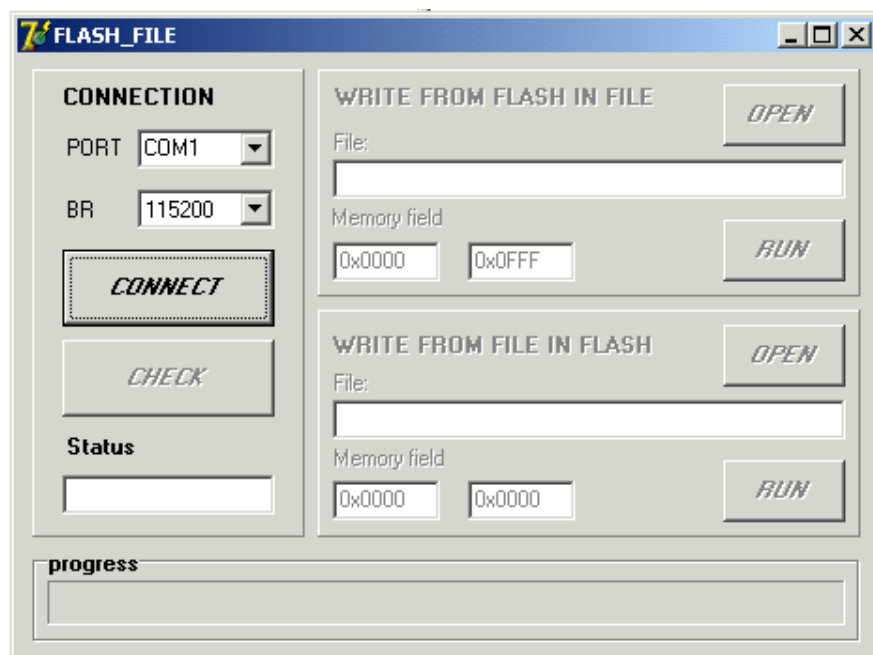 FLASH_FILE
CONNECTION
PORT COM1
BR 115200
CONNECT
CHECK
Status
WRITE FROM FLASH IN FILE
OPEN
File:
Memory field
0x0000 0x0FFF
RUN
WRITE FROM FILE IN FLASH
OPEN
File:
Memory field
0x0000 0x0000
RUN
progress